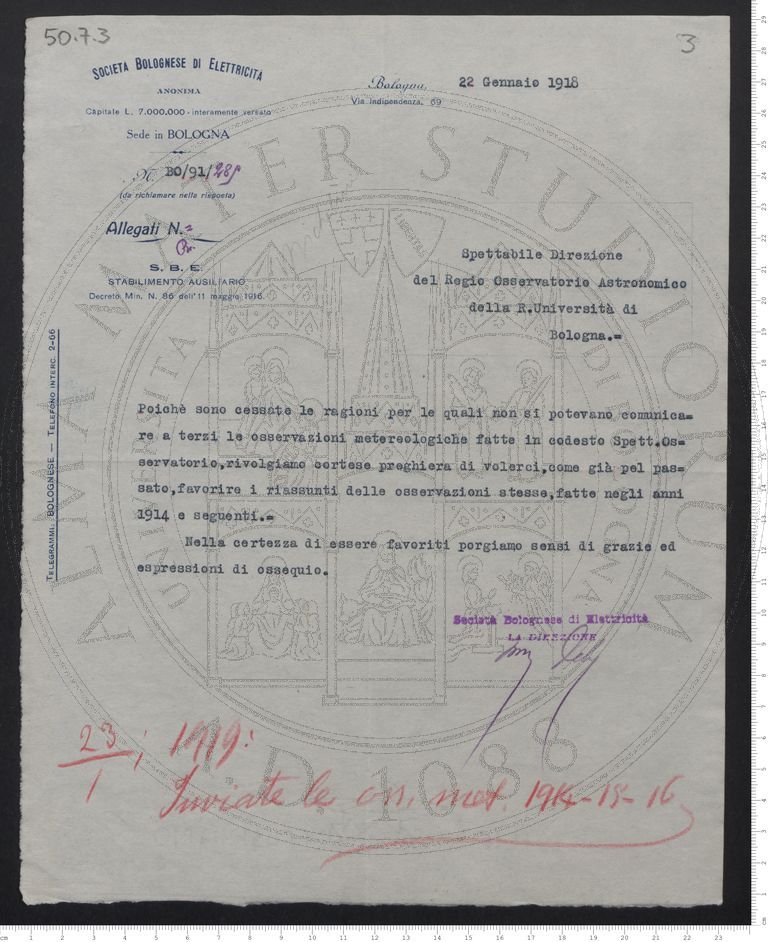 50.7.3
3
SOCIETÀ BOLOGNESE DI ELETTRICITÀ
ANONIMA
Capitale L. 7.000.000 - interamente versato
Sede in BOLOGNA
N. BO/91/285
(da richiamare nella risposta)
Allegati N.
S. B. E.
STABILIMENTO AUSILIARIO
Decreto Min. N. 86 dell'11 maggio 1916.
Bologna, 22 Gennaio 1918
Via Indipendenza, 69
Spettabile Direzione
del Regio Osservatorio Astronomico
della R.Università di
Bologna.=
TELEGRAMMI: BOLOGNESE — TELEFONO INTERC. 2-66
Poichè sono cessate le ragioni per le quali non si potevano comunica=
re a terzi le osservazioni metereologiche fatte in codesto Spett.Os=
servatorio,rivolgiamo cortese preghiera di volerci,come già pel pas=
sato,favorire i riassunti delle osservazioni stesse,fatte negli anni
1914 e seguenti.=
Nella certezza di essere favoriti porgiamo sensi di grazie ed
espressioni di ossequio.
Società Bolognese di Elettricità
LA DIREZIONE
23/1; 1919:
Inviate le oss. met. 1914-15-16
ALMA MATER STUDIORUM
A.D. 1088